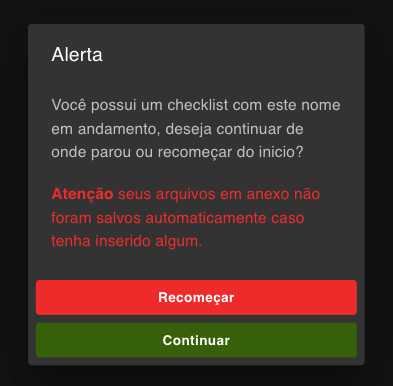 Alerta
Você possui um checklist com este nome
em andamento, deseja continuar de
onde parou ou recomeçar do inicio?
Atenção seus arquivos em anexo não
foram salvos automaticamente caso
tenha inserido algum.
Recomeçar
Continuar